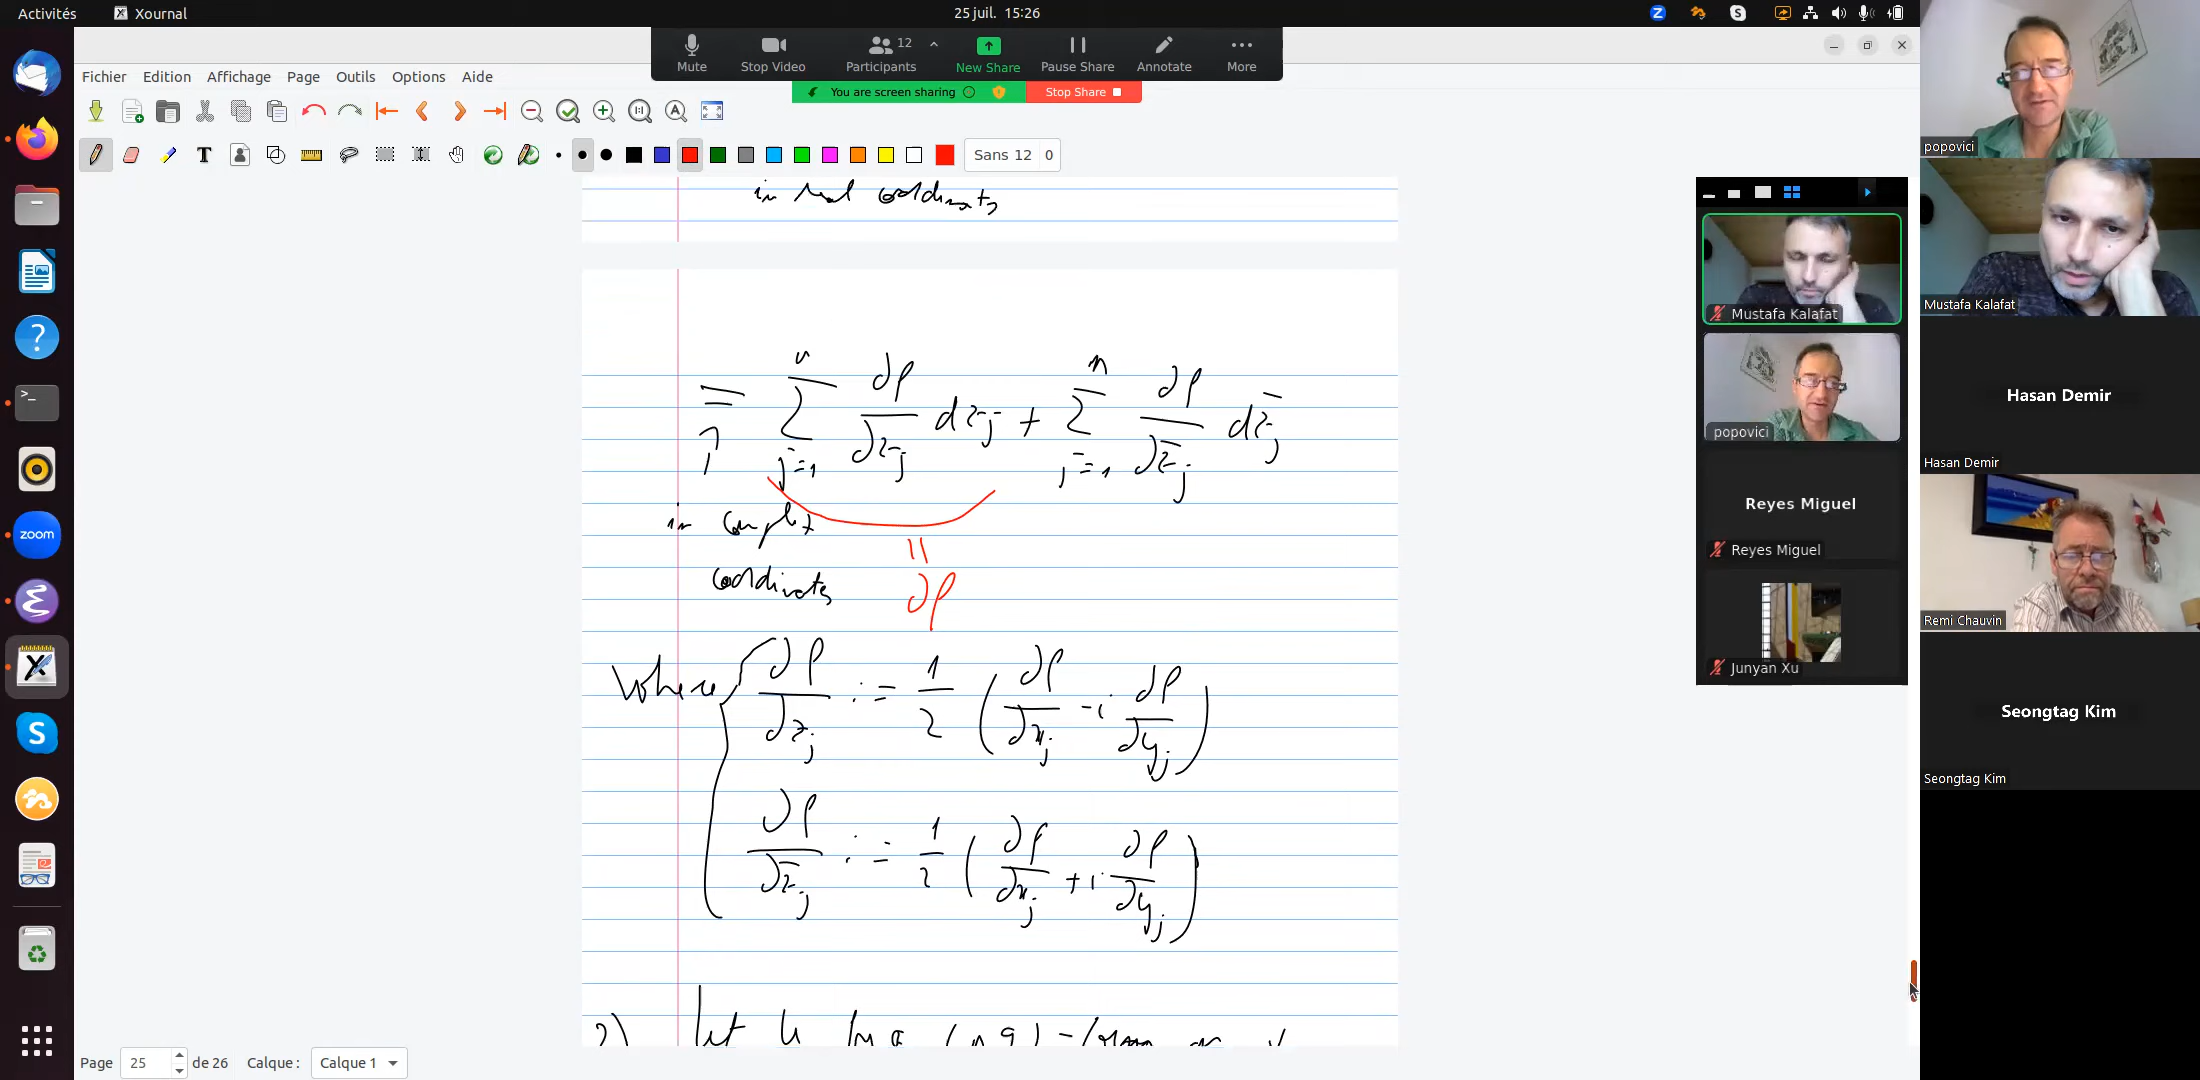 Activités
Xournal
25 juil. 15:26
Mute
Stop Video
Participants
12
New Share
Pause Share
Annotate
More
You are screen sharing
Stop Share
Fichier Edition Affichage Page Outils Options Aide
Sans 12 0
in real coordinates
= ∑ⁿ_{j=1} ∂f/∂z_j dz_j + ∑ⁿ_{j=1} ∂f/∂z̄_j dz̄_j
↑
in complex
coordinates
=
∂f
Where { ∂f/∂z_j := 1/2 ( ∂f/∂x_j - i ∂f/∂y_j )
∂f/∂z̄_j := 1/2 ( ∂f/∂x_j + i ∂f/∂y_j )
2) let u
Page 25 de 26 Calque : Calque 1
Mustafa Kalafat
popovici
Reyes Miguel
Reyes Miguel
Junyan Xu
popovici
Mustafa Kalafat
Hasan Demir
Hasan Demir
Remi Chauvin
Seongtag Kim
Seongtag Kim
zoom